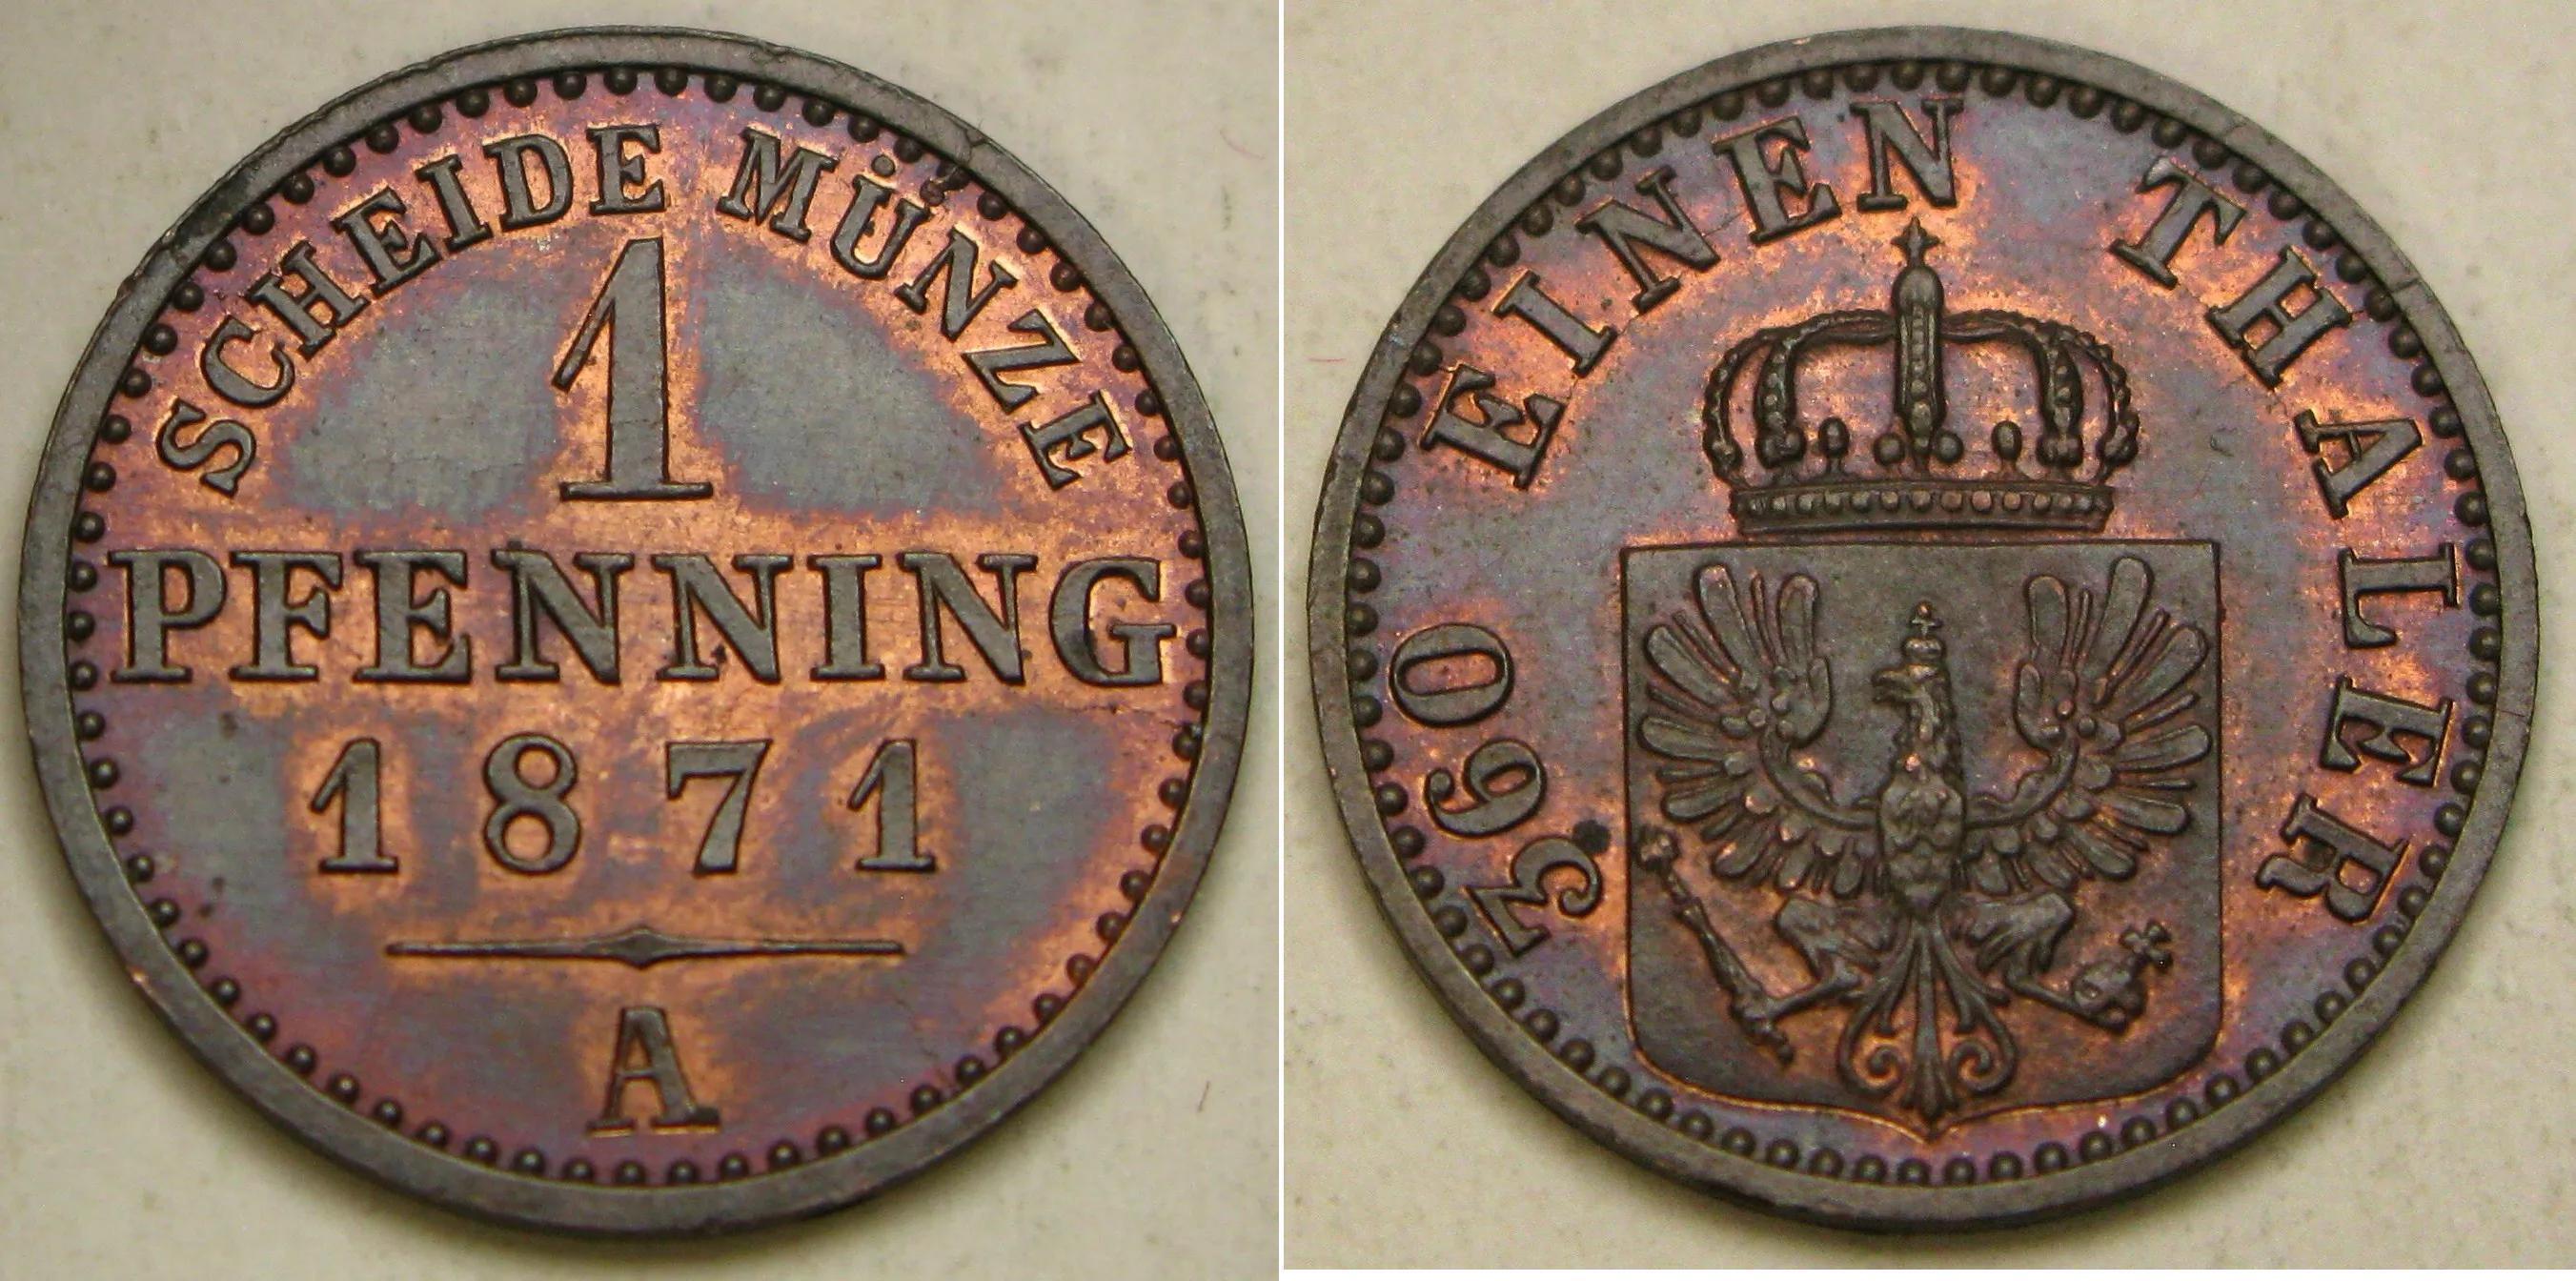 SCHEIDE MÜNZE
1
PFENNING
1871
A
360 EINEN THALER